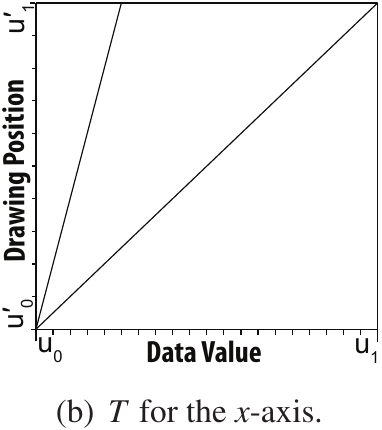 u′₁
Drawing Position
u′₀
u₀ Data Value u₁
(b) T for the x-axis.